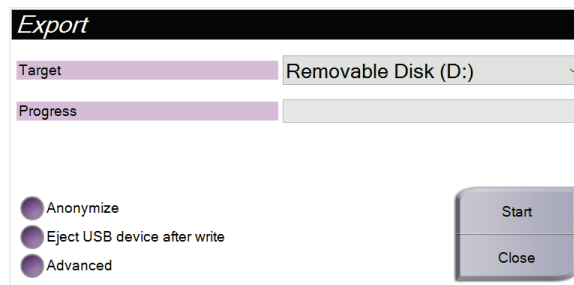 Export
Target
Removable Disk (D:)
Progress
Anonymize
Eject USB device after write
Advanced
Start
Close